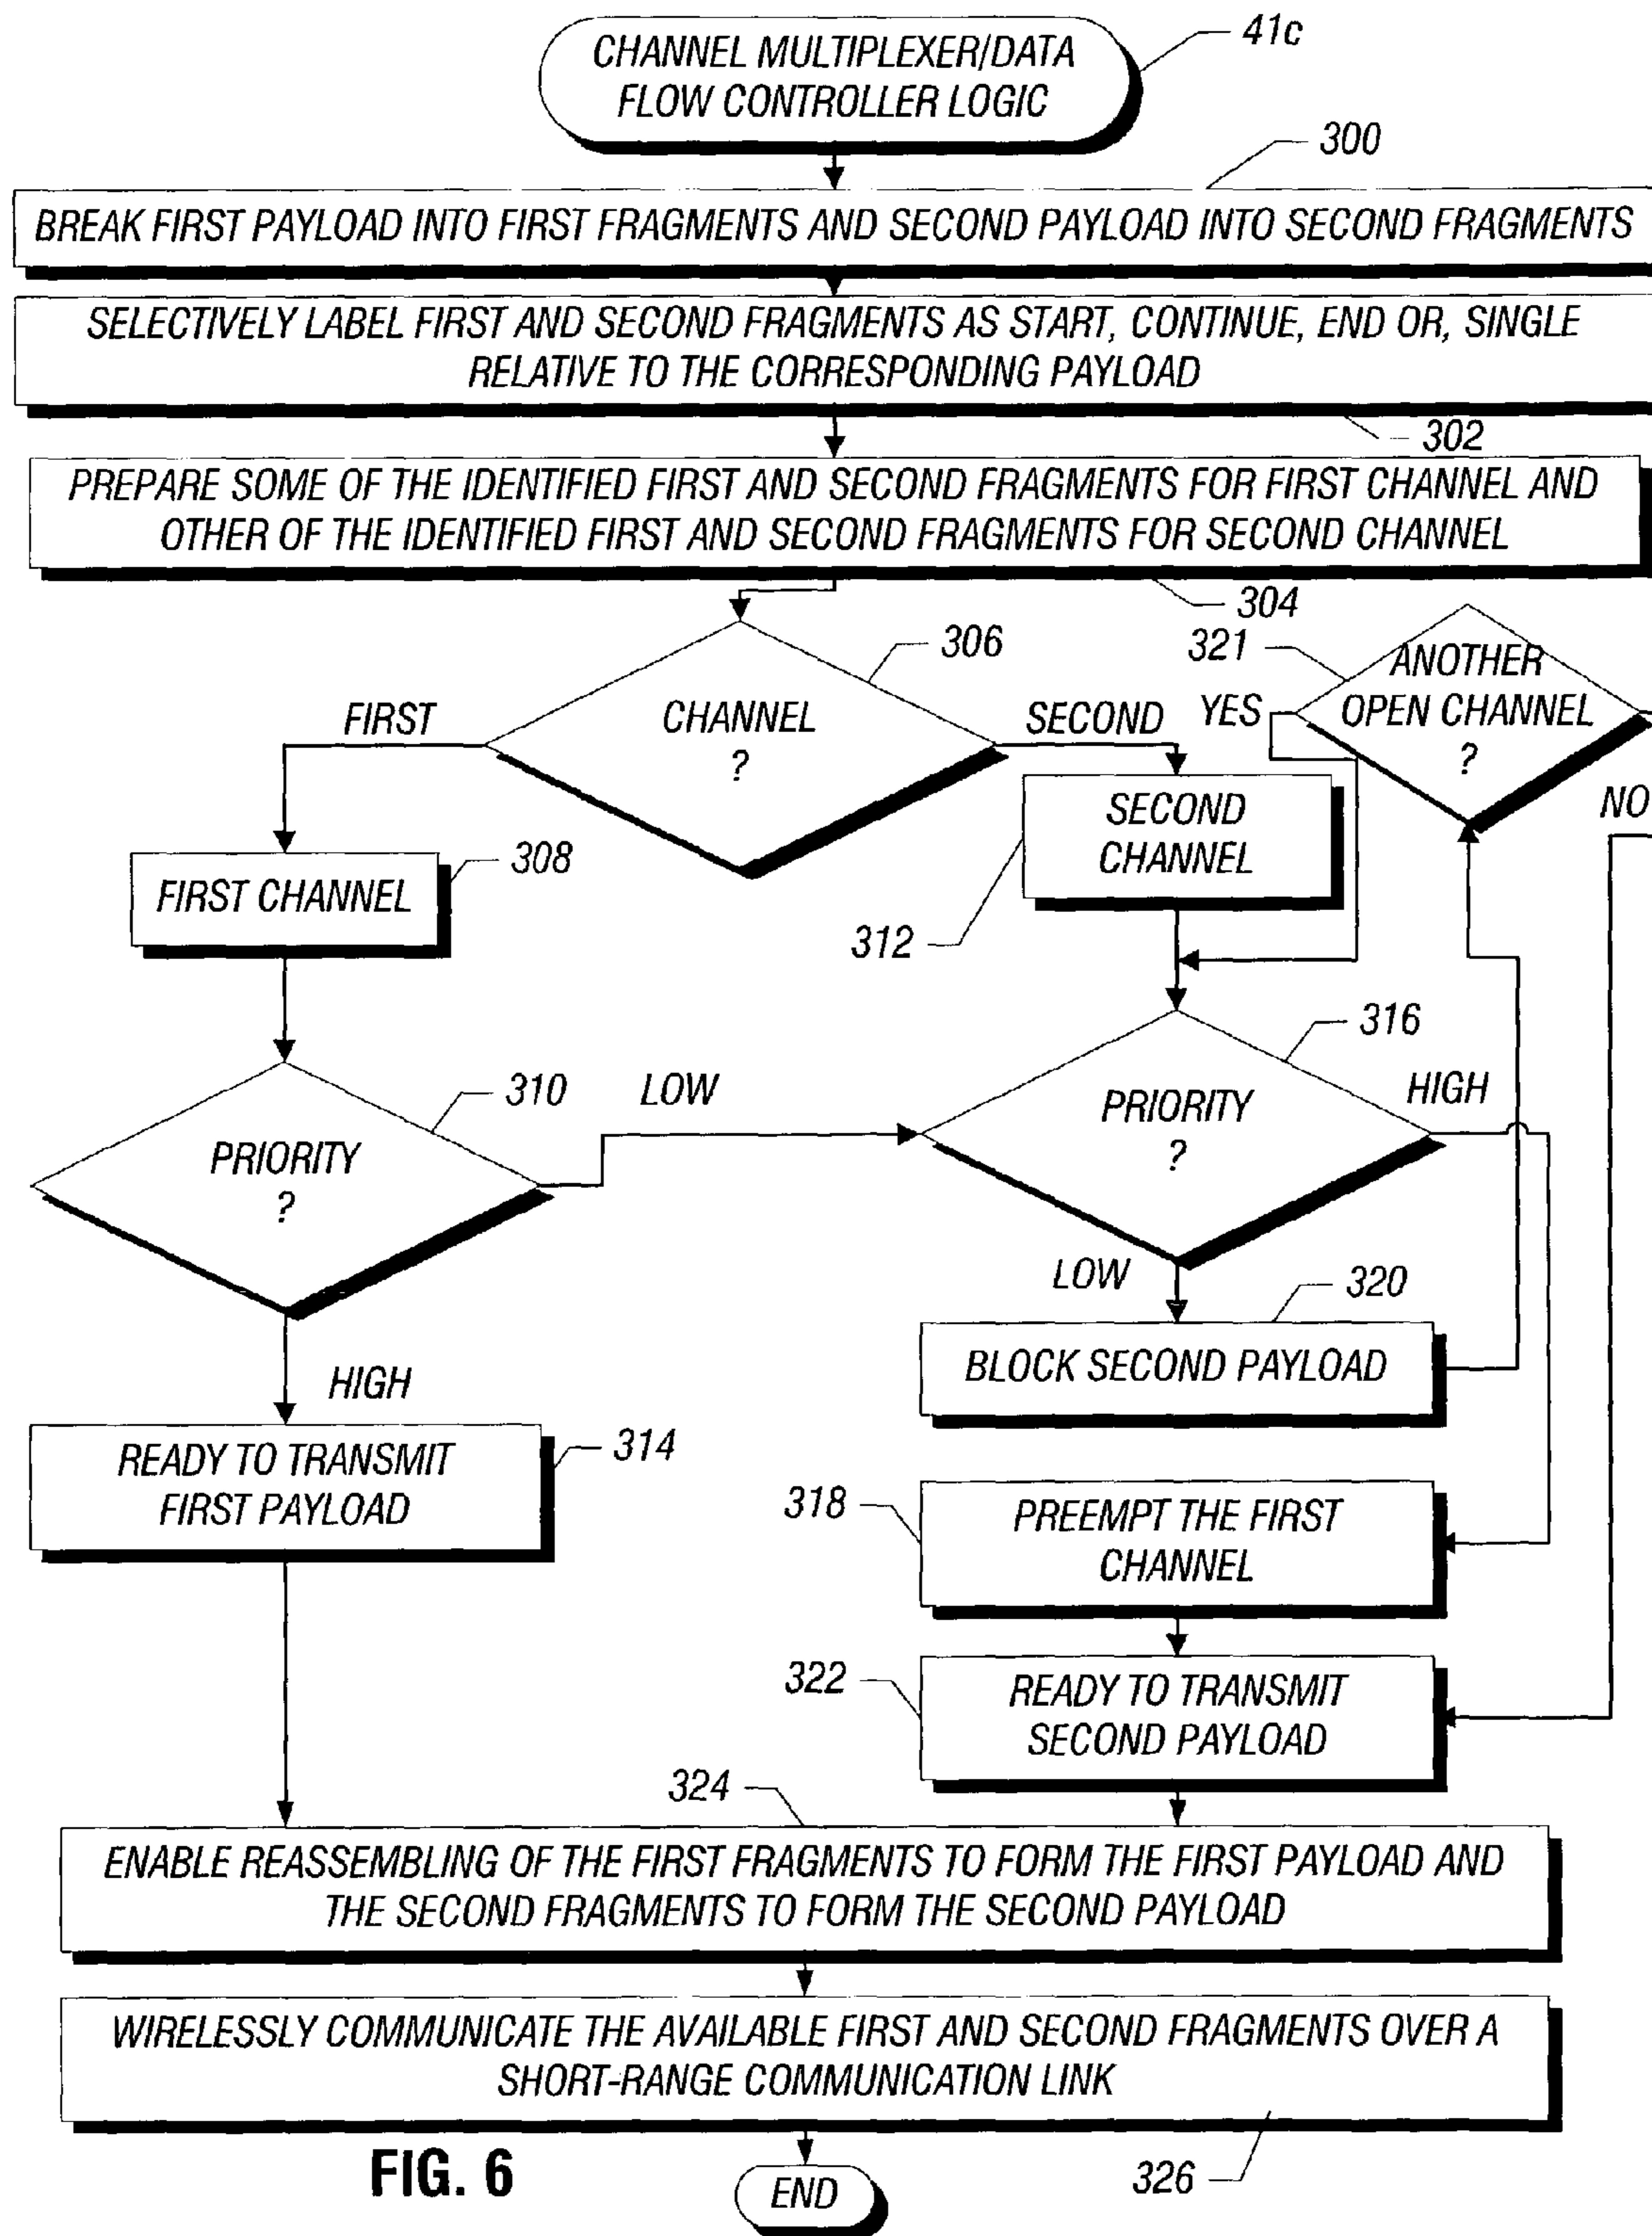 CHANNEL MULTIPLEXER/DATA
FLOW CONTROLLER LOGIC
41c
300
BREAK FIRST PAYLOAD INTO FIRST FRAGMENTS AND SECOND PAYLOAD INTO SECOND FRAGMENTS
SELECTIVELY LABEL FIRST AND SECOND FRAGMENTS AS START, CONTINUE, END OR, SINGLE
RELATIVE TO THE CORRESPONDING PAYLOAD
302
PREPARE SOME OF THE IDENTIFIED FIRST AND SECOND FRAGMENTS FOR FIRST CHANNEL AND
OTHER OF THE IDENTIFIED FIRST AND SECOND FRAGMENTS FOR SECOND CHANNEL
304
306
CHANNEL
?
FIRST
SECOND
321
ANOTHER
OPEN CHANNEL
?
YES
NO
FIRST CHANNEL
308
SECOND
CHANNEL
312
310
PRIORITY
?
LOW
316
PRIORITY
?
HIGH
LOW
320
BLOCK SECOND PAYLOAD
HIGH
READY TO TRANSMIT
FIRST PAYLOAD
314
318
PREEMPT THE FIRST
CHANNEL
322
READY TO TRANSMIT
SECOND PAYLOAD
324
ENABLE REASSEMBLING OF THE FIRST FRAGMENTS TO FORM THE FIRST PAYLOAD AND
THE SECOND FRAGMENTS TO FORM THE SECOND PAYLOAD
WIRELESSLY COMMUNICATE THE AVAILABLE FIRST AND SECOND FRAGMENTS OVER A
SHORT-RANGE COMMUNICATION LINK
326
FIG. 6
END